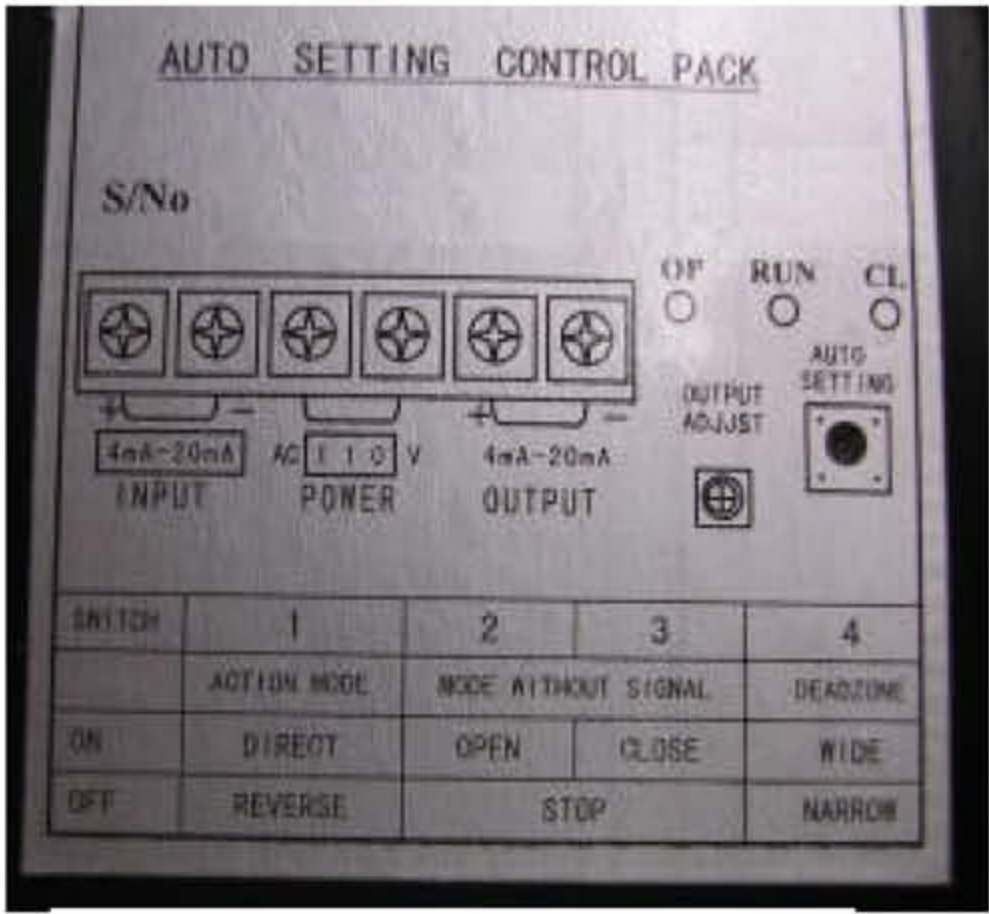 AUTO SETTING CONTROL PACK
S/No
OP RUN CL
AUTO SETTING
OUTPUT ADJUST
+ − + −
4mA-20mA AC 110 V 4mA-20mA
INPUT POWER OUTPUT
SWITCH 1 2 3 4
ACTION MODE MODE WITHOUT SIGNAL DEADZONE
ON DIRECT OPEN CLOSE WIDE
OFF REVERSE STOP NARROW